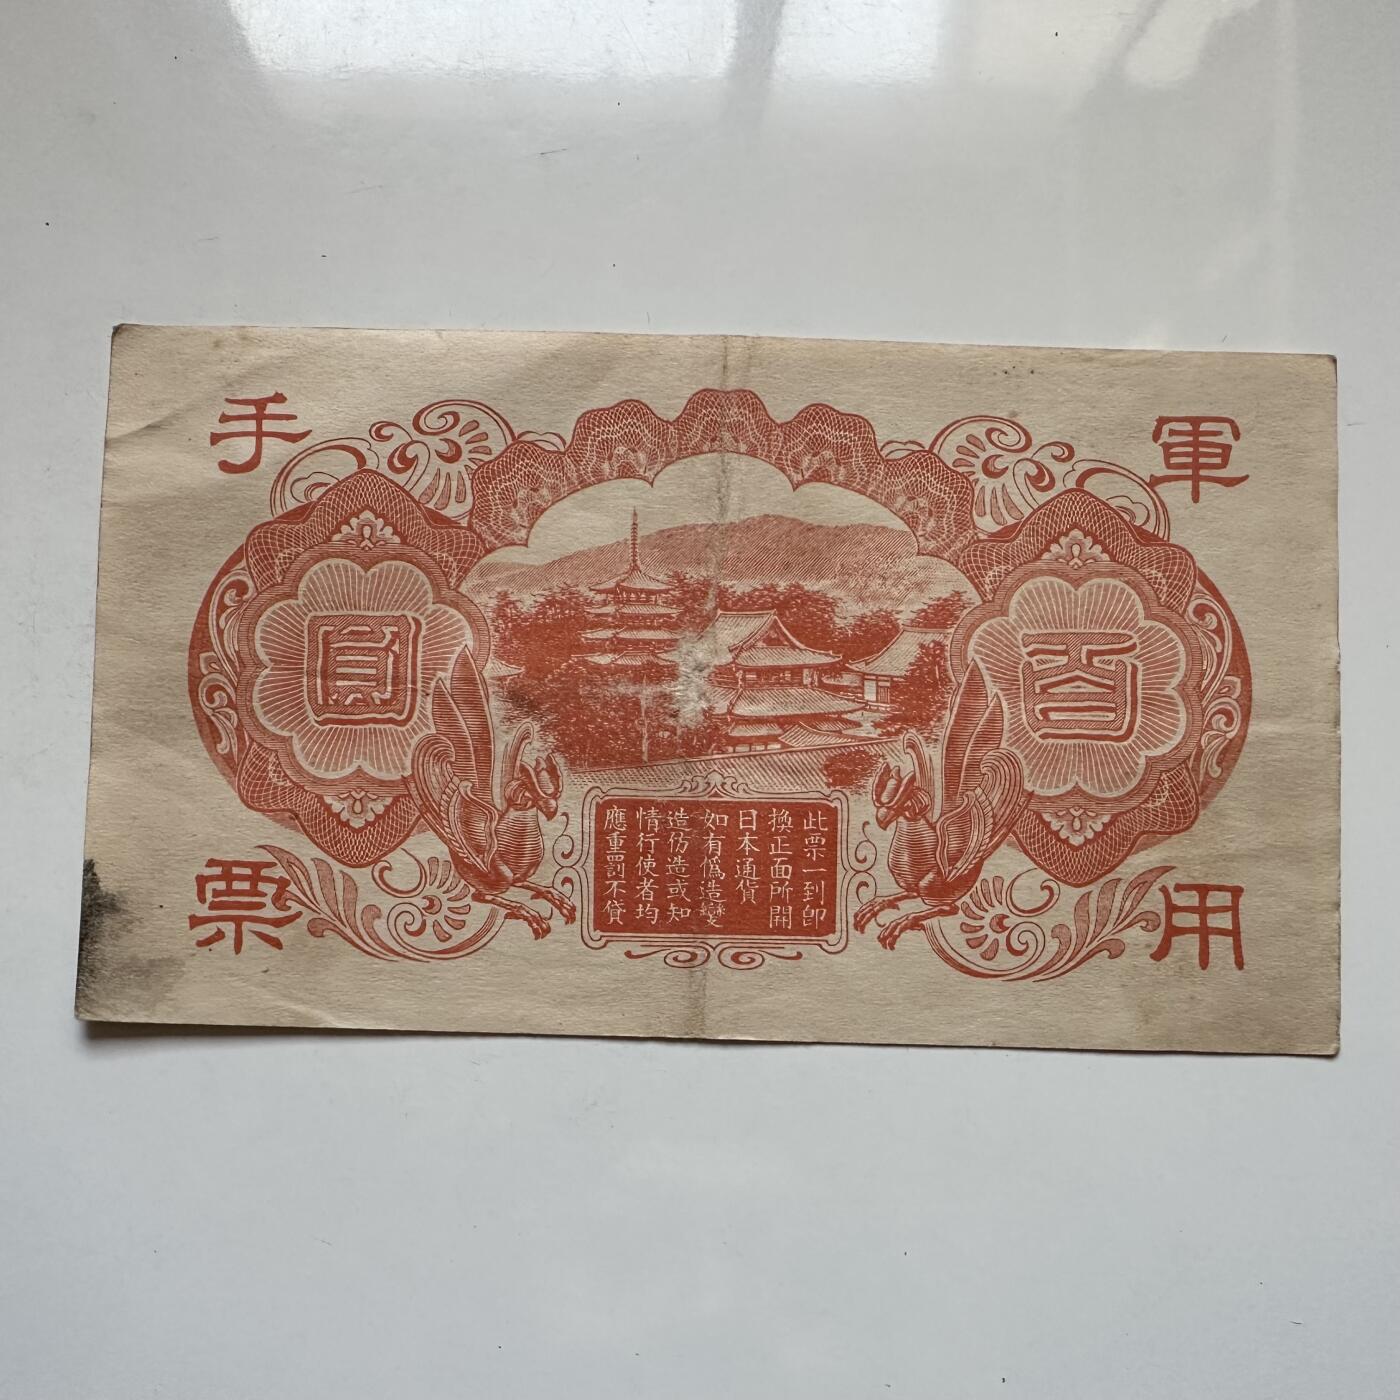 軍用
手票
百
圓
此票一到即
換正面所開
日本通貨
如有僞造變
造仿造或知
情行使者均
應重罰不貸